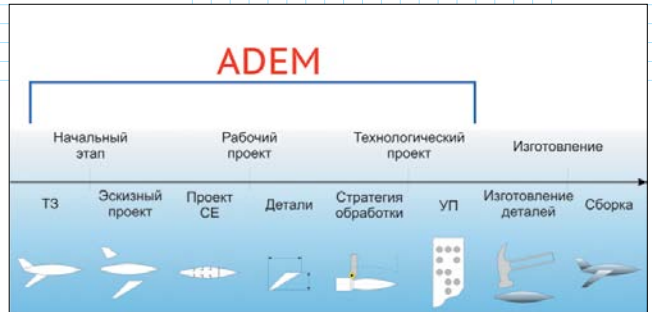 ADEM
Начальный этап
Рабочий проект
Технологический проект
Изготовление
ТЗ
Эскизный проект
Проект СЕ
Детали
Стратегия обработки
УП
Изготовление деталей
Сборка